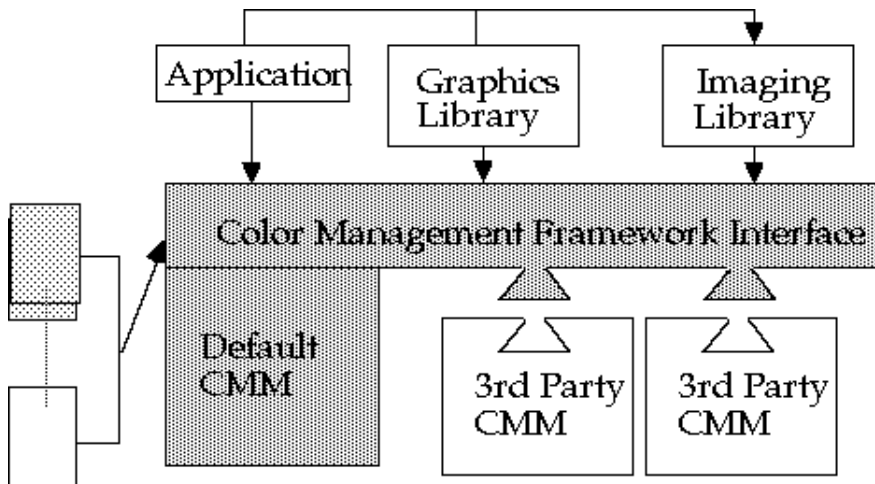 Application
Graphics
Library
Imaging
Library
Color Management Framework Interface
Default
CMM
3rd Party
CMM
3rd Party
CMM